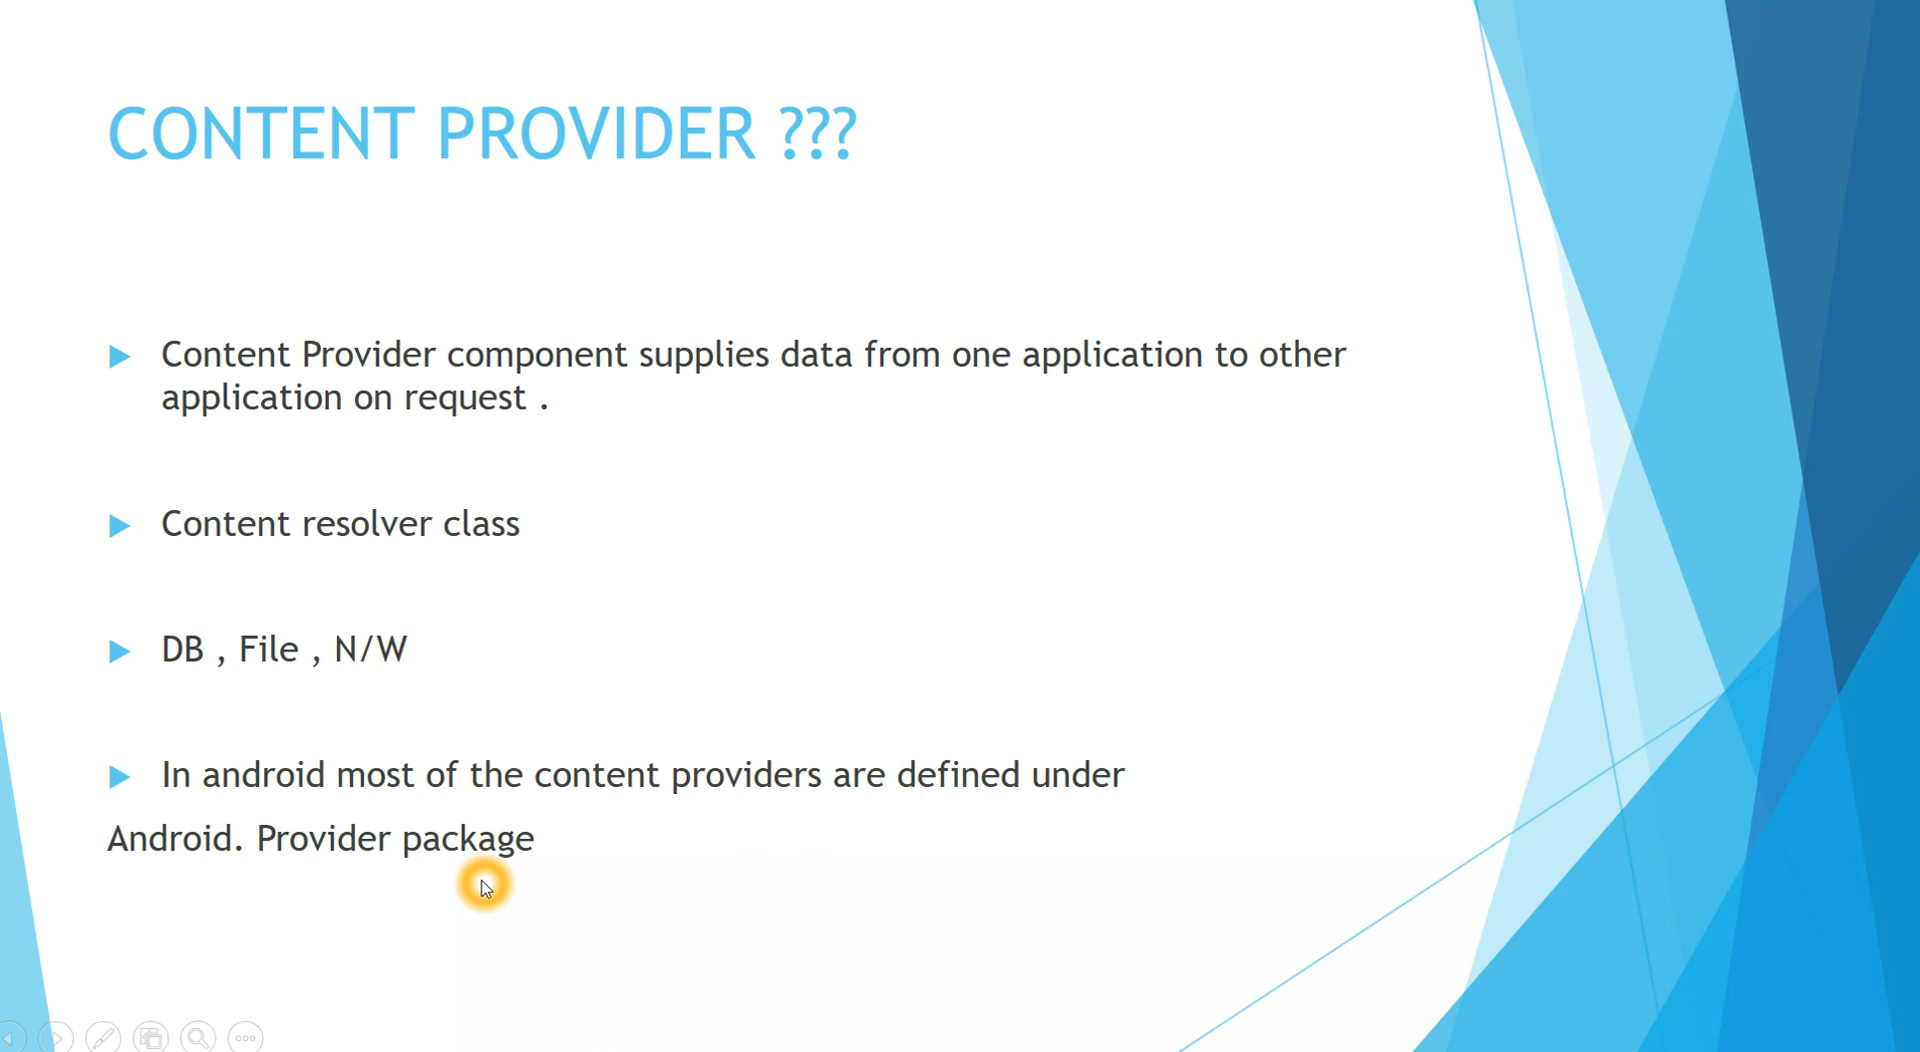 CONTENT PROVIDER ???
Content Provider component supplies data from one application to other
application on request .
Content resolver class
DB , File , N/W
In android most of the content providers are defined under
Android. Provider package